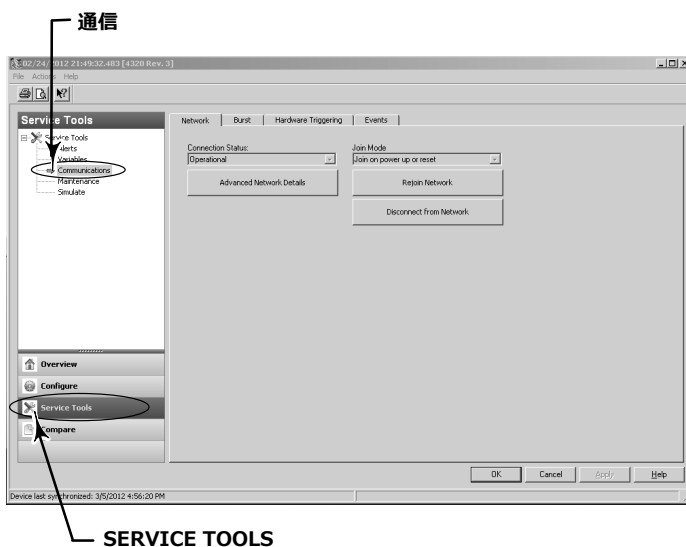 通信
02/24/2012 21:49:32.483 [4320 Rev. 3]
File Actions Help
Service Tools
Service Tools
Alerts
Variables
Communications
Maintenance
Simulate
Overview
Configure
Service Tools
Compare
Network Burst Hardware Triggering Events
Connection Status: Join Mode
Operational Join on power up or reset
Advanced Network Details Rejoin Network
Disconnect from Network
OK Cancel Apply Help
Device last synchronized: 3/5/2012 4:56:20 PM
SERVICE TOOLS